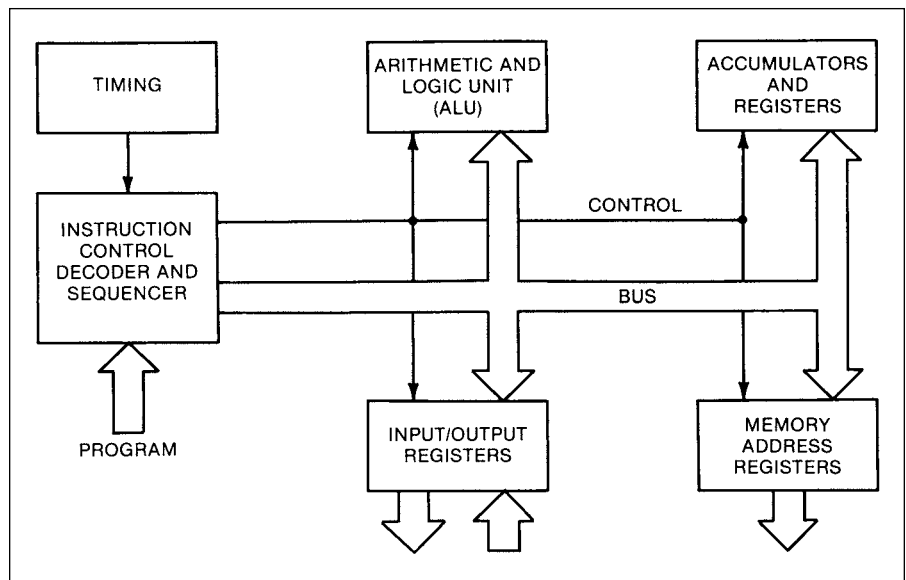 TIMING
ARITHMETIC AND
LOGIC UNIT
(ALU)
ACCUMULATORS
AND
REGISTERS
INSTRUCTION
CONTROL
DECODER AND
SEQUENCER
CONTROL
BUS
PROGRAM
INPUT/OUTPUT
REGISTERS
MEMORY
ADDRESS
REGISTERS